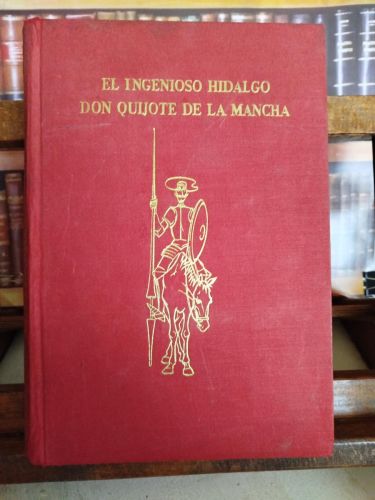 EL INGENIOSO HIDALGO
DON QUIJOTE DE LA MANCHA